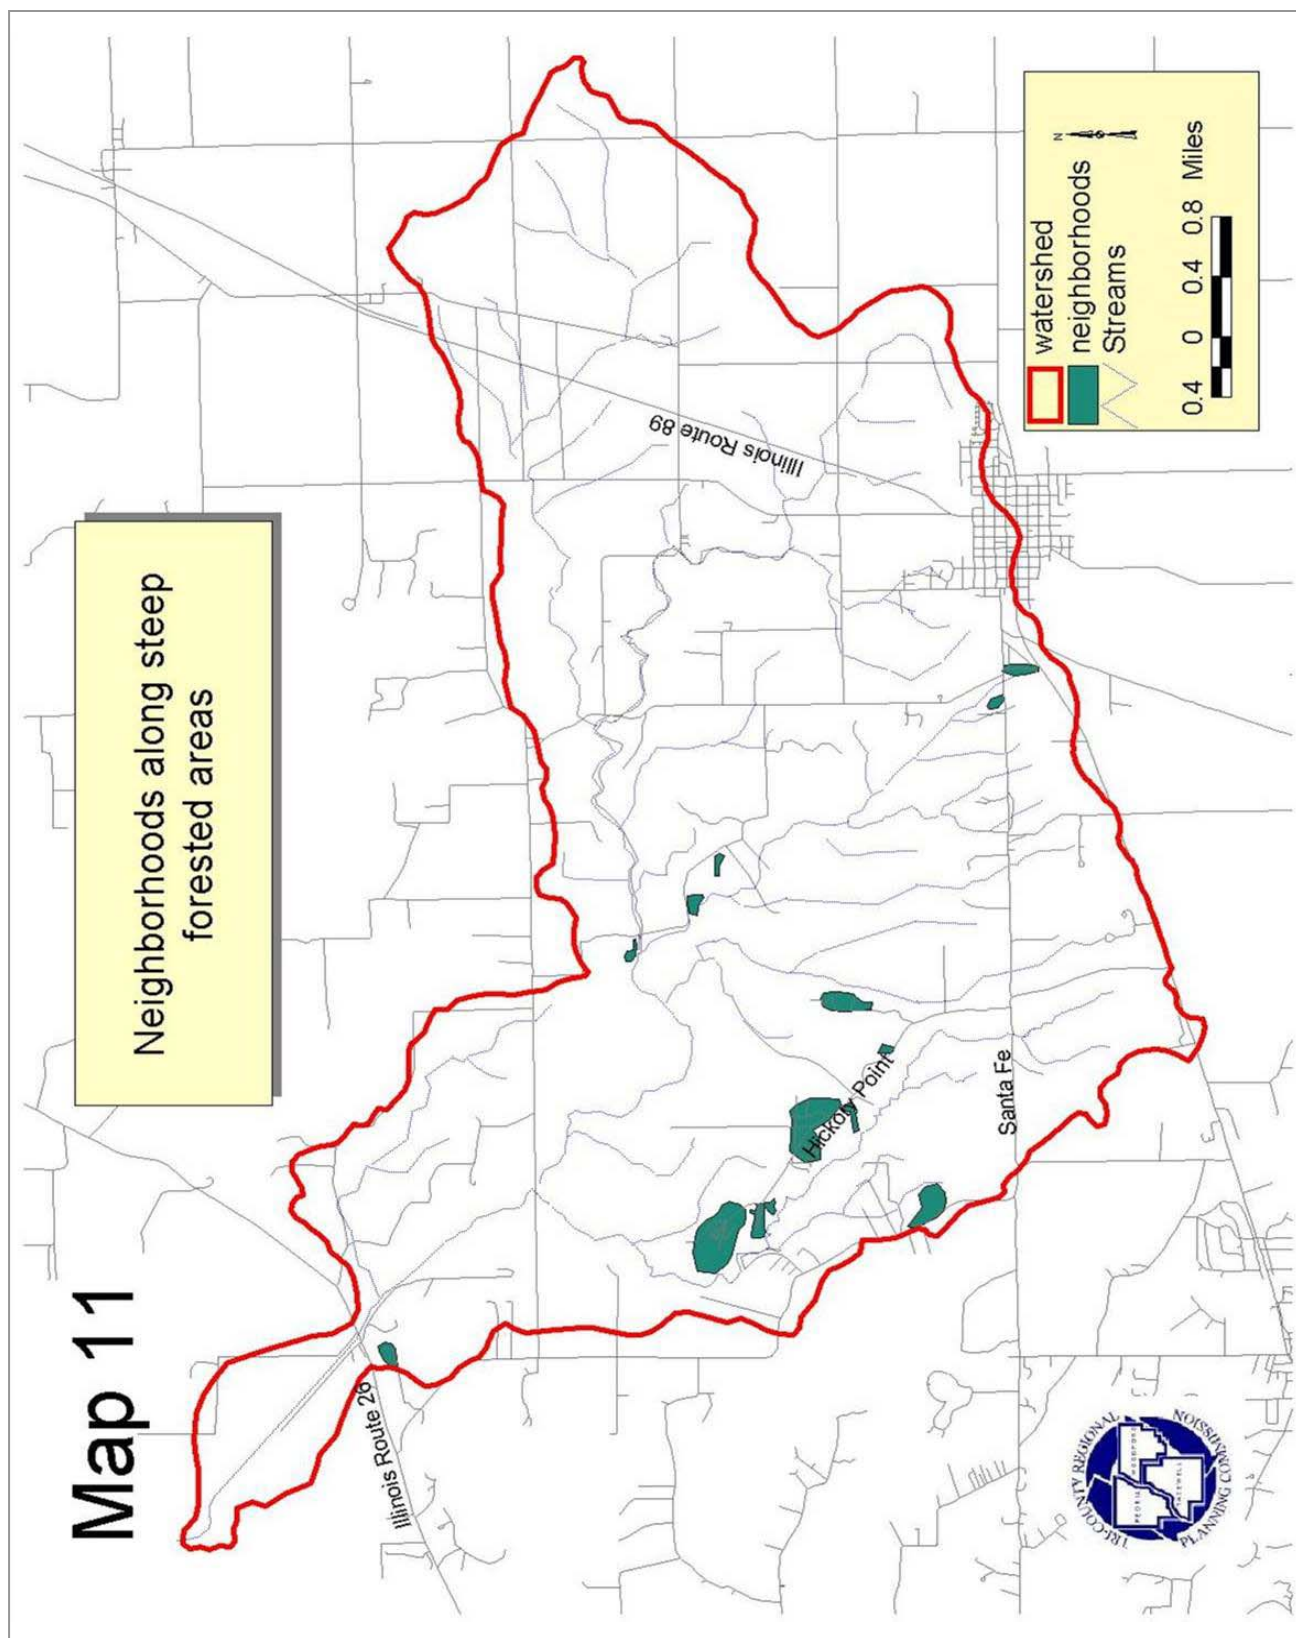 Map 11
Neighborhoods along steep
forested areas
Illinois Route 26
Illinois Route 89
Hickory Point
Santa Fe
watershed
neighborhoods
Streams
N
0.4 0 0.4 0.8 Miles
TRI-COUNTY REGIONAL
PLANNING COMMISSION
PEORIA
WOODFORD
TAZEWELL